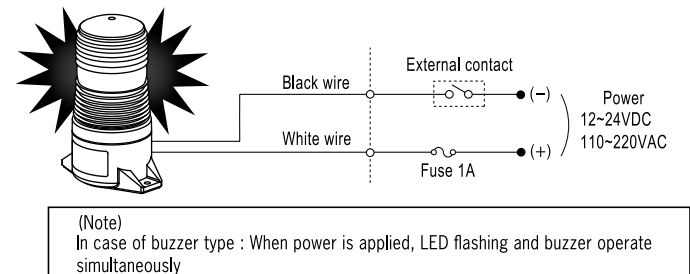 External contact
Black wire
(−)
Power
12~24VDC
110~220VAC
White wire
(+)
Fuse 1A
(Note)
In case of buzzer type : When power is applied, LED flashing and buzzer operate
simultaneously